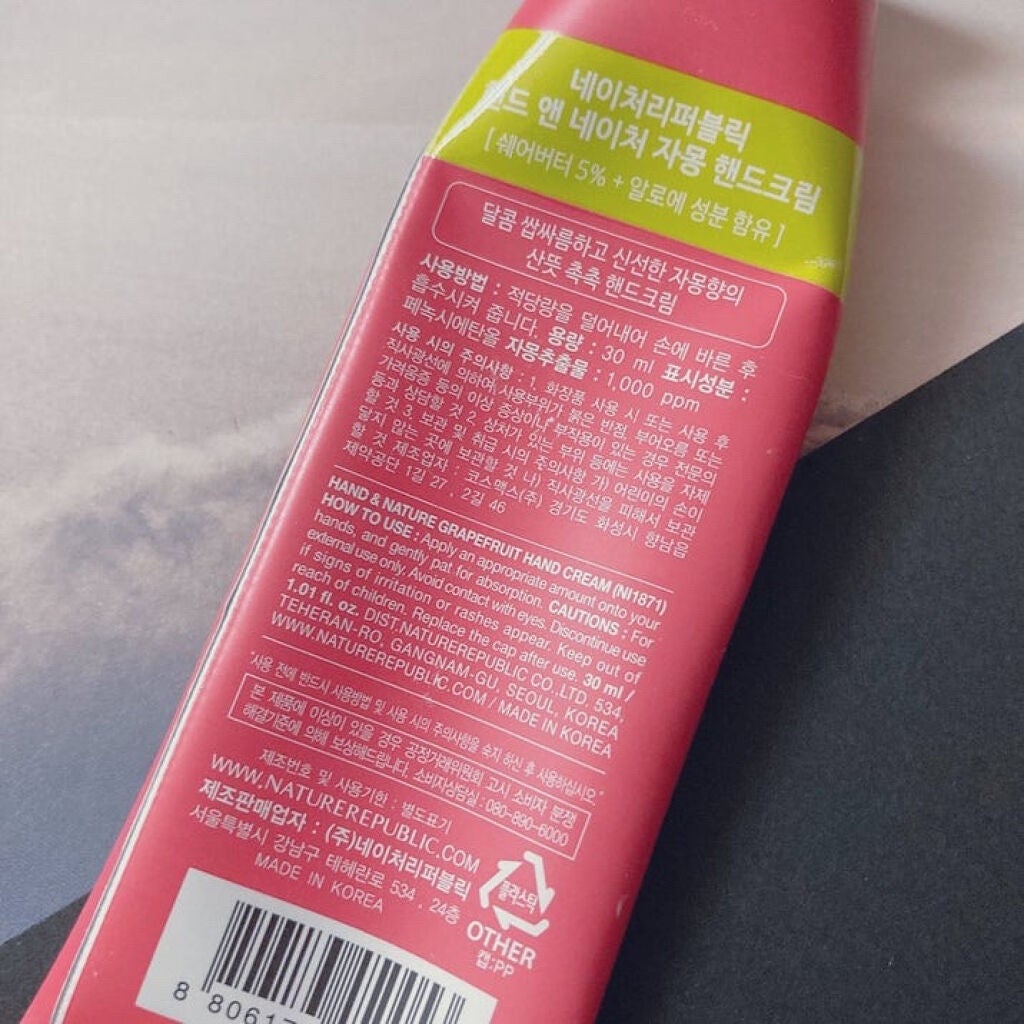 네이처리퍼블릭
앤 네이처 자몽 핸드크림
[ 쉐어버터 5% + 알로에 성분 함유 ]
달콤 쌉싸름하고 신선한 자몽향의
산뜻 촉촉 핸드크림
사용방법 : 적당량을 덜어내어 손에 바른 후
흡수시켜 줍니다. 용량 : 30 ml 표시성분 :
페녹시에탄올 자몽추출물 : 1,000 ppm
사용 시의 주의사항 : 1. 화장품 사용 시 또는 사용 후
직사광선에 의하여 사용부위가 붉은 반점, 부어오름 또는
가려움증 등의 이상 증상이나 부작용이 있는 경우 전문의
등과 상담할 것 2. 상처가 있는 부위 등에는 사용을 자제
할 것 3. 보관 및 취급 시의 주의사항 가) 어린이의 손이
닿지 않는 곳에 보관할 것 나) 직사광선을 피해서 보관
할 것 제조업자 : 코스맥스(주) 경기도 화성시 향남읍
제약공단 1길 27 , 2길 46
HAND & NATURE GRAPEFRUIT HAND CREAM (NI1871)
HOW TO USE : Apply an appropriate amount onto your
hands, and gently pat for absorption. CAUTIONS : For
external use only. Avoid contact with eyes. Discontinue use
if signs of irritation or rashes appear. Keep out of
reach of children. Replace the cap after use. 30 ml /
1.01 fl. oz. DIST.NATUREREPUBLIC CO.,LTD. 534,
TEHERAN-RO, GANGNAM-GU, SEOUL, KOREA
WWW.NATUREREPUBLIC.COM / MADE IN KOREA
"사용 전에 반드시 사용방법 및 사용 시의 주의사항을 숙지 하신 후 사용하십시오."
본 제품에 이상이 있을 경우 공정거래위원회 고시 소비자 분쟁
해결기준에 의해 보상해드립니다. 소비자상담실 : 080-890-6000
제조번호 및 사용기한 : 별도표기
WWW.NATUREREPUBLIC.COM
제조판매업자 : (주)네이처리퍼블릭
서울특별시 강남구 테헤란로 534 , 24층
MADE IN KOREA
플라스틱
OTHER
캡:PP
8 80617